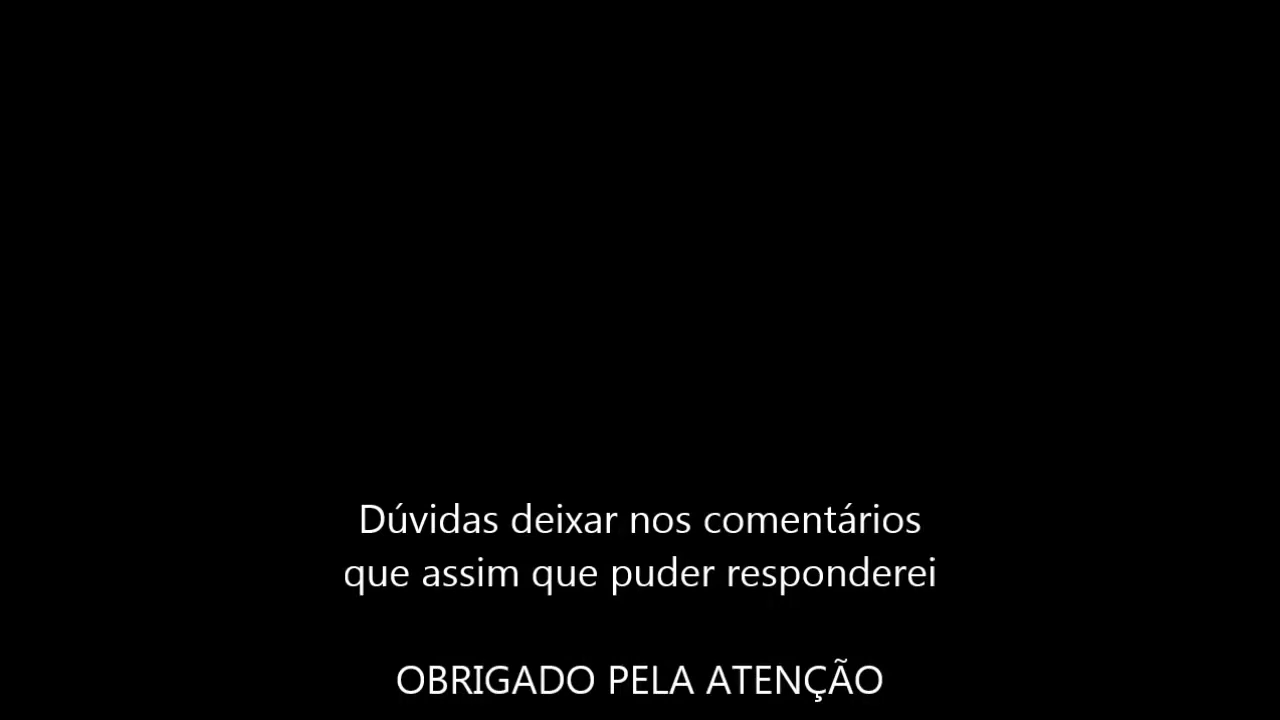 Dúvidas deixar nos comentários
que assim que puder responderei
OBRIGADO PELA ATENÇÃO